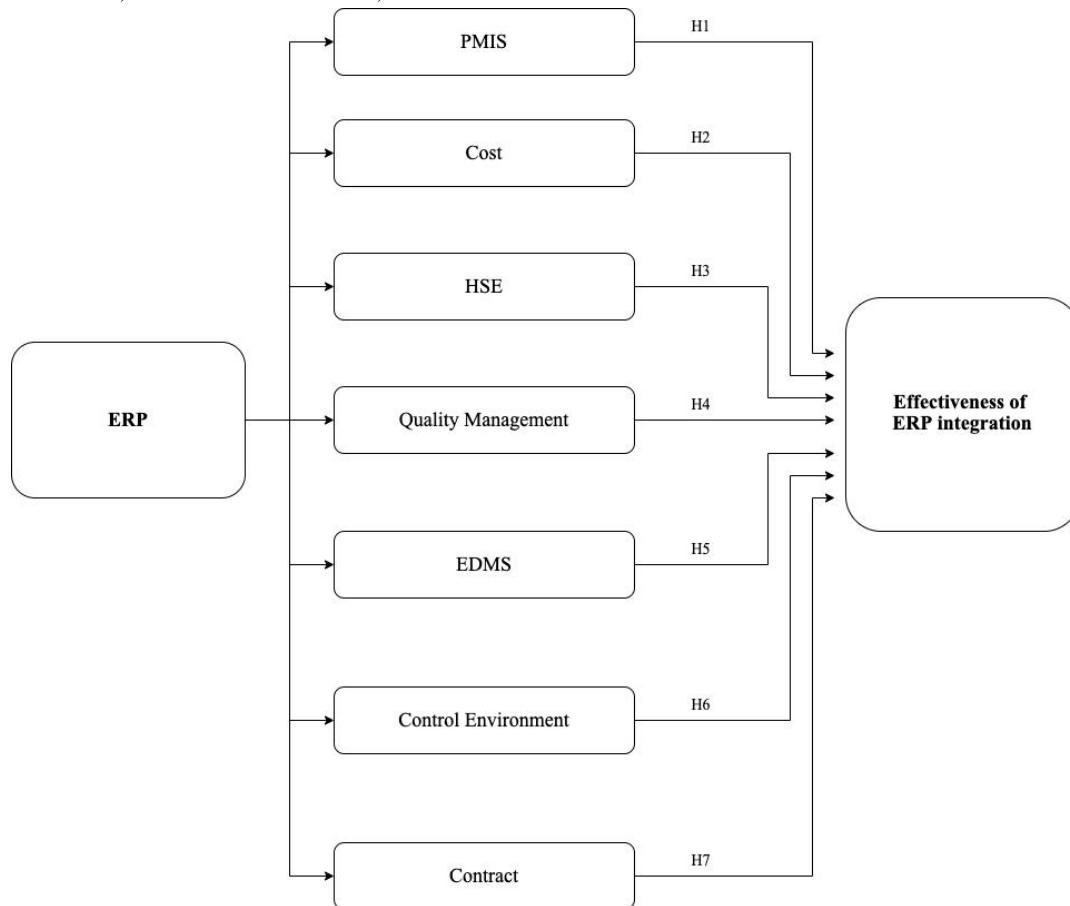 PMIS
H1
Cost
H2
HSE
H3
ERP
Quality Management
H4
Effectiveness of
ERP integration
EDMS
H5
Control Environment
H6
Contract
H7